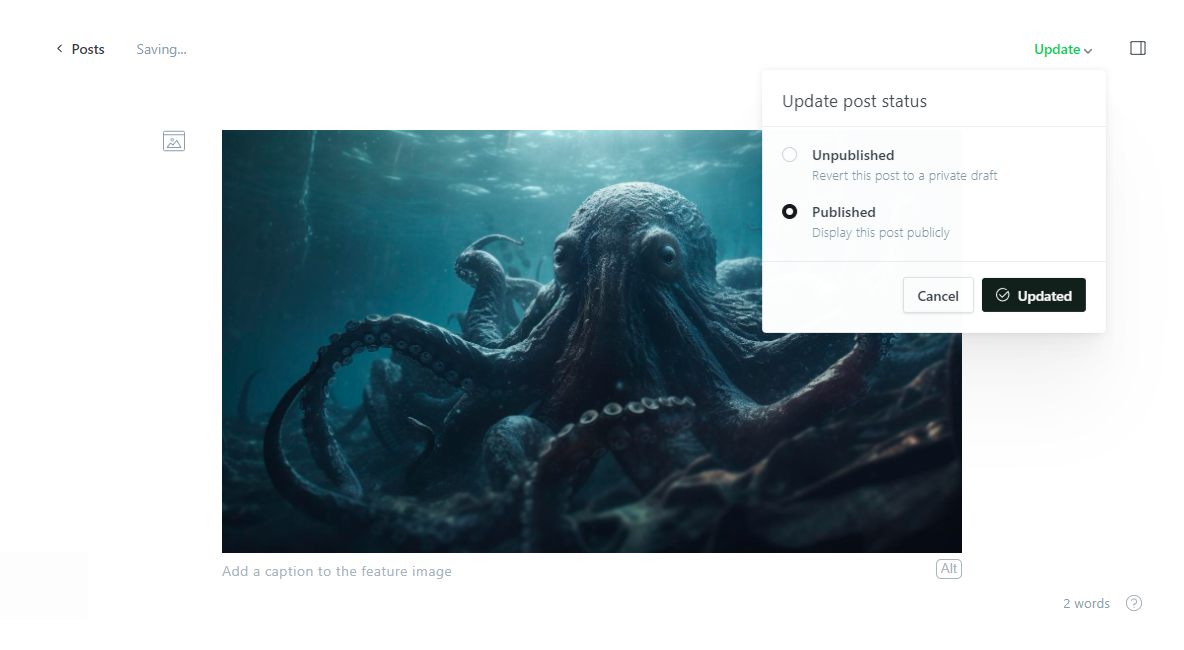 Posts
Saving...
Update
Update post status
Unpublished
Revert this post to a private draft
Published
Display this post publicly
Cancel
Updated
Add a caption to the feature image
Alt
2 words
?